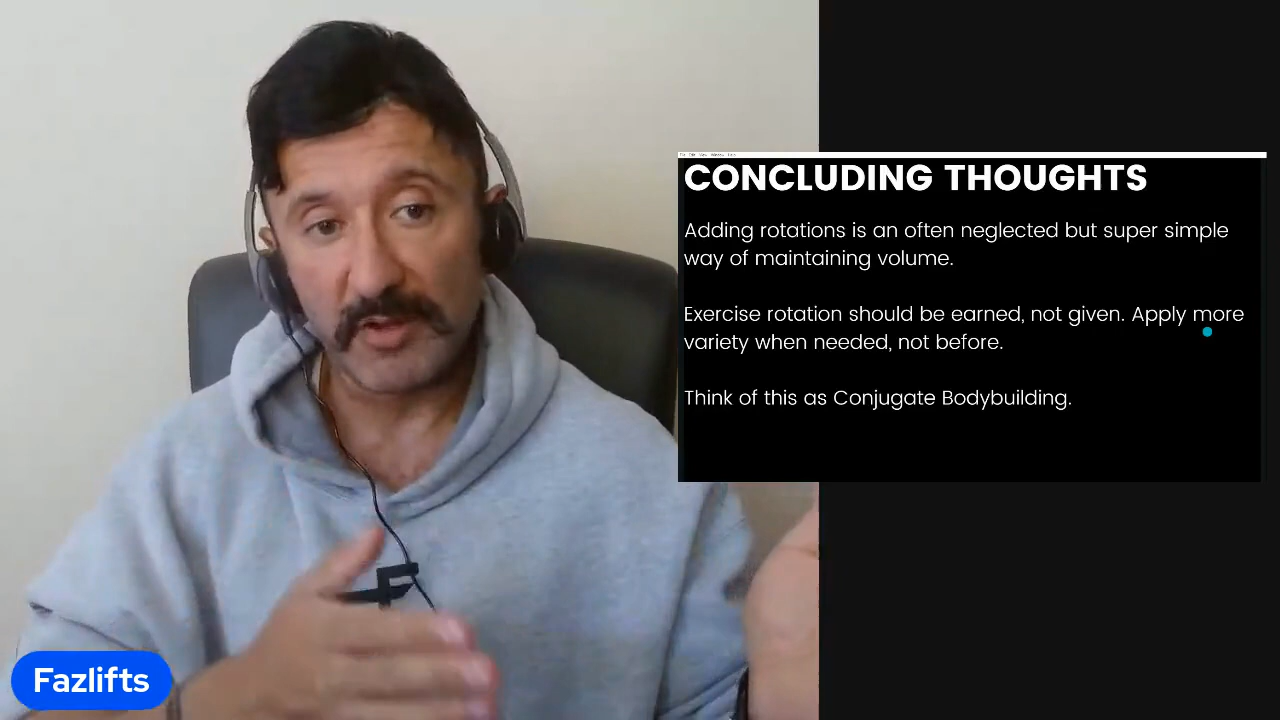 CONCLUDING THOUGHTS
Adding rotations is an often neglected but super simple
way of maintaining volume.
Exercise rotation should be earned, not given. Apply more
variety when needed, not before.
Think of this as Conjugate Bodybuilding.
Fazlifts